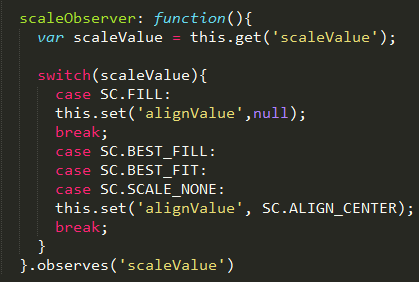 scaleObserver: function(){
var scaleValue = this.get('scaleValue');
switch(scaleValue){
case SC.FILL:
this.set('alignValue',null);
break;
case SC.BEST_FILL:
case SC.BEST_FIT:
case SC.SCALE_NONE:
this.set('alignValue', SC.ALIGN_CENTER);
break;
}
}.observes('scaleValue')